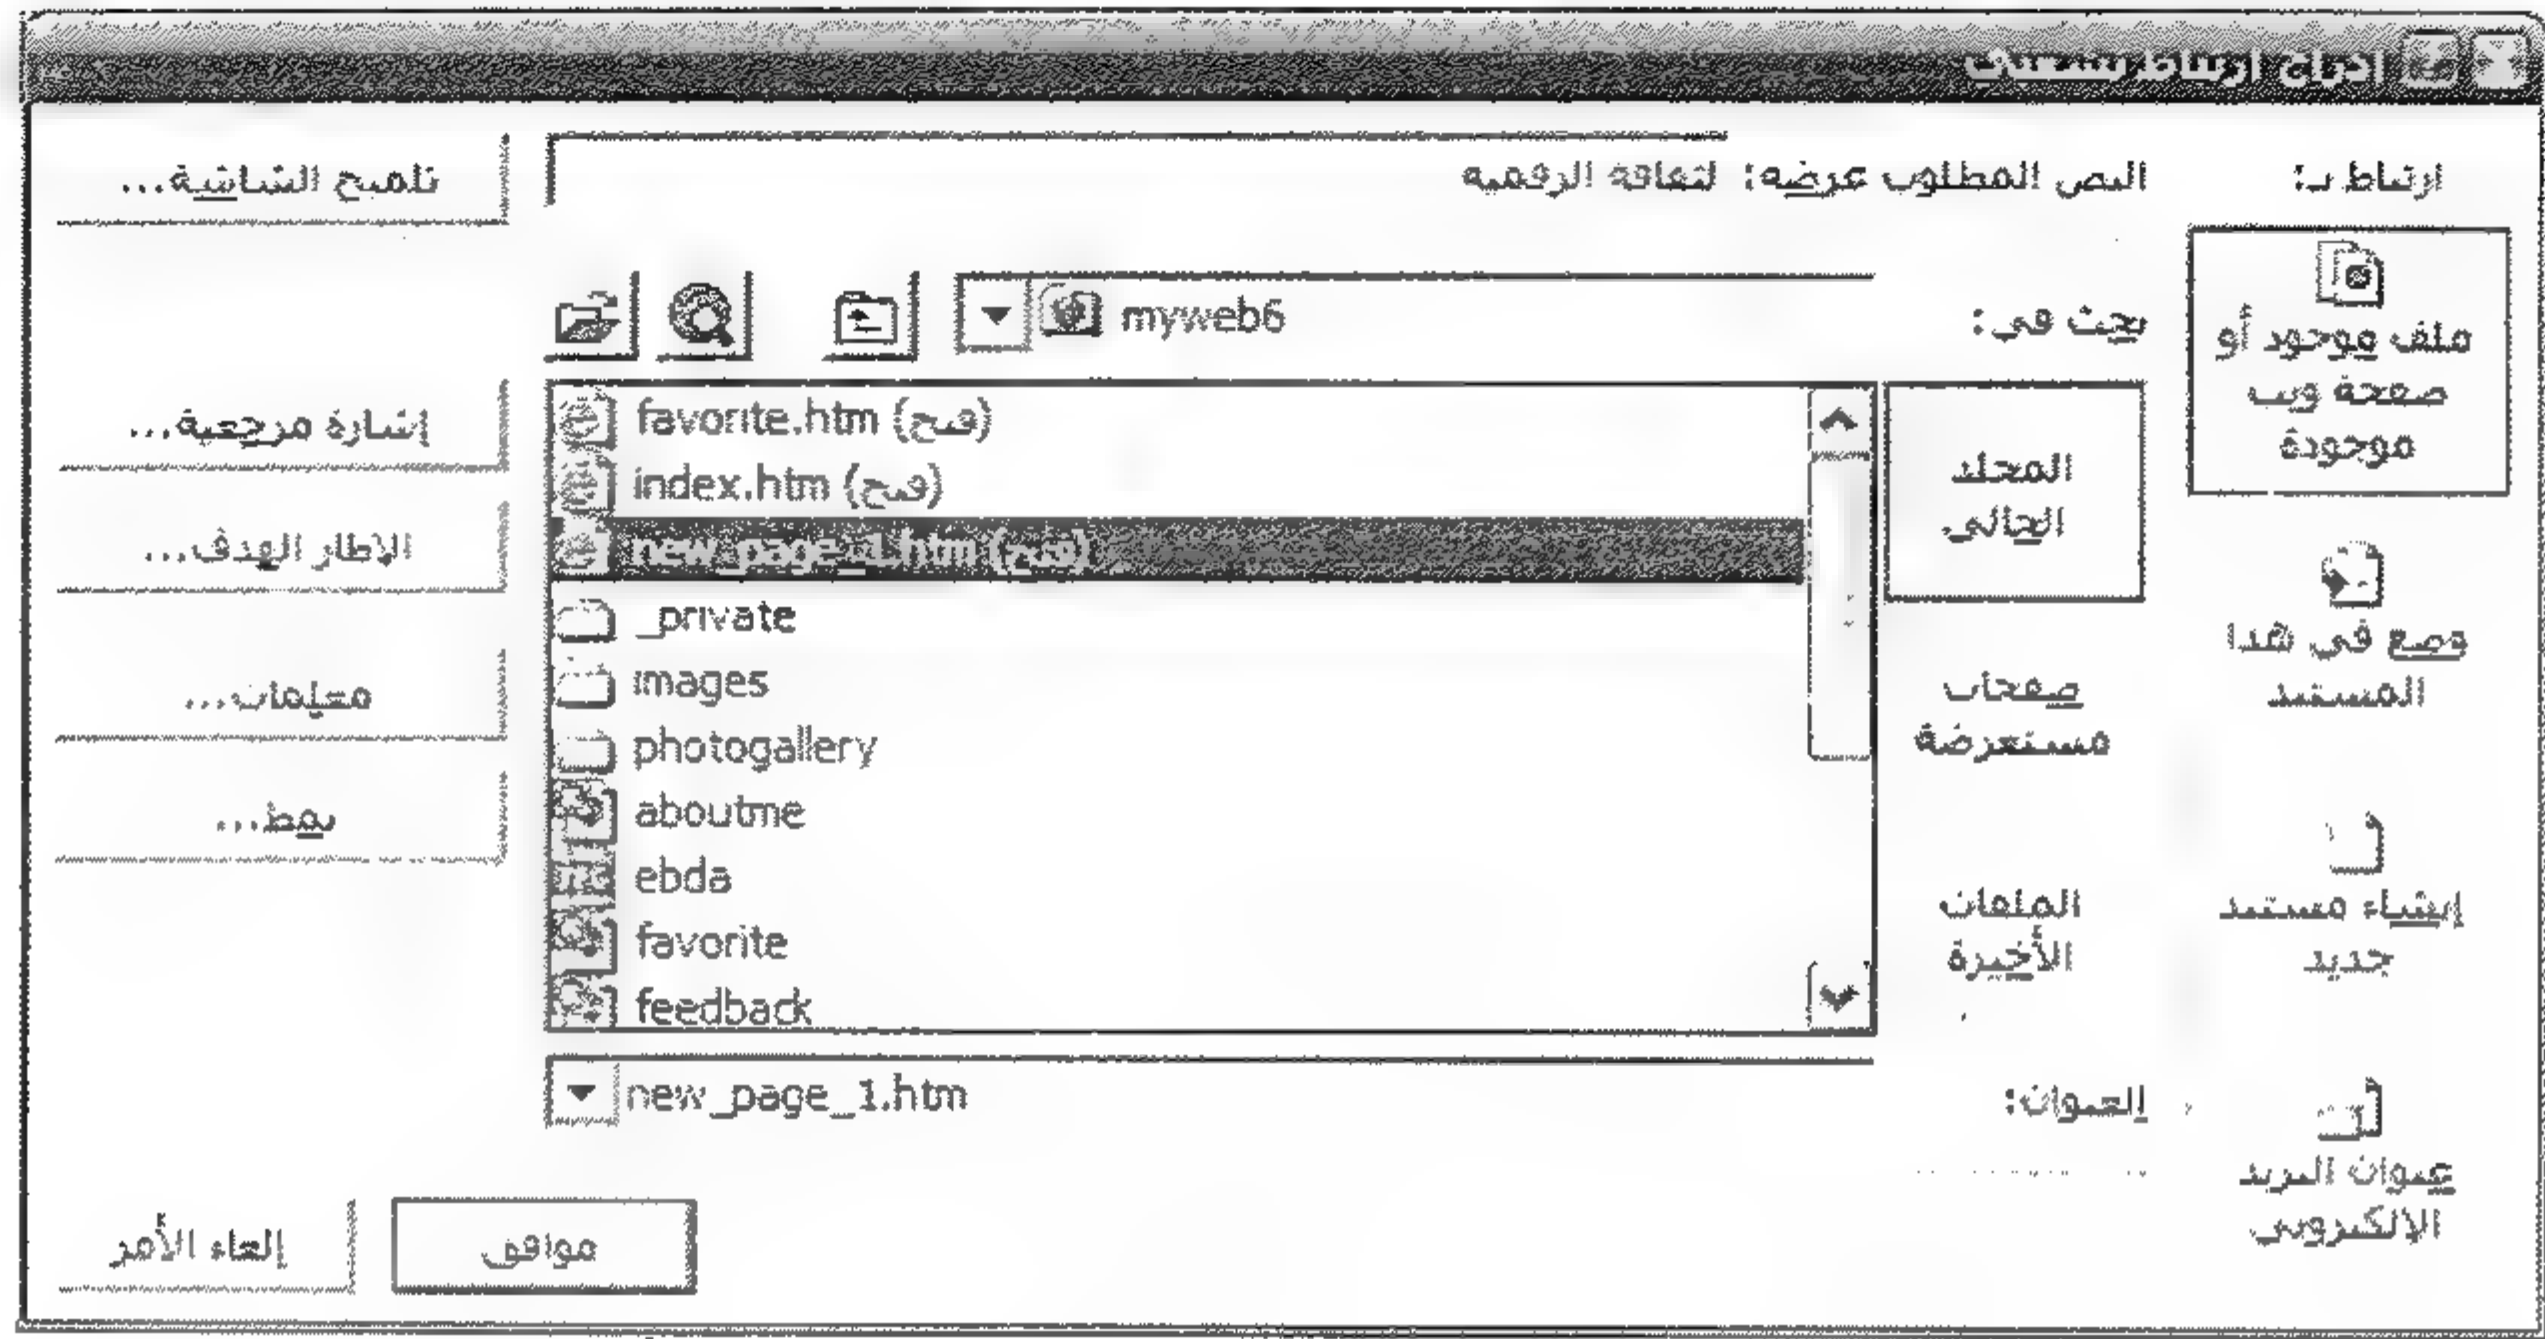 إدراج ارتباط تشعبي
ارتباط بـ:
النص المطلوب عرضه: لثقافة الرقمية
تلميح الشاشة...
ملف موجود أو
صفحة ويب
موجودة
بحث في:
myweb6
المجلد
الحالي
favorite.htm (فتح)
index.htm (فتح)
new_page_1.htm (فتح)
_private
images
photogallery
aboutme
ebda
favorite
feedback
إشارة مرجعية...
الإطار الهدف...
معلمات...
نمط...
وضع في هذا
المستند
صفحات
مستعرضة
إنشاء مستند
جديد
الملفات
الأخيرة
العنوان:
new_page_1.htm
عنوان البريد
الإلكتروني
موافق
إلغاء الأمر